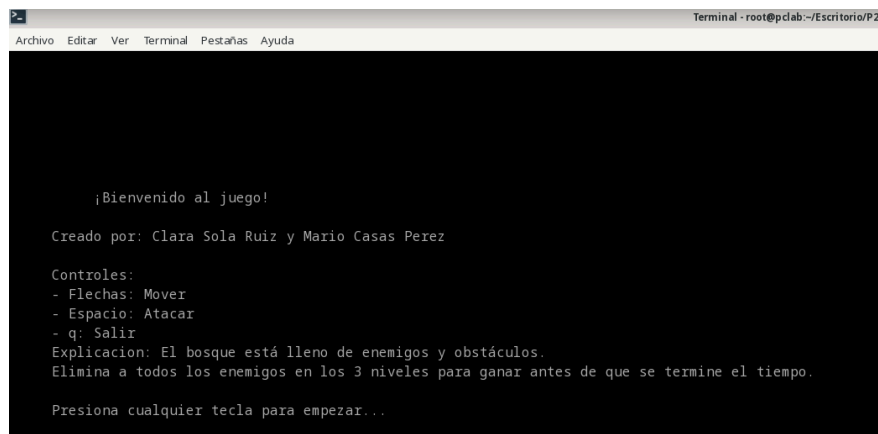 Terminal - root@pclab:~/Escritorio/P2
Archivo Editar Ver Terminal Pestañas Ayuda
¡Bienvenido al juego!
Creado por: Clara Sola Ruiz y Mario Casas Perez
Controles:
- Flechas: Mover
- Espacio: Atacar
- q: Salir
Explicacion: El bosque está lleno de enemigos y obstáculos.
Elimina a todos los enemigos en los 3 niveles para ganar antes de que se termine el tiempo.
Presiona cualquier tecla para empezar...